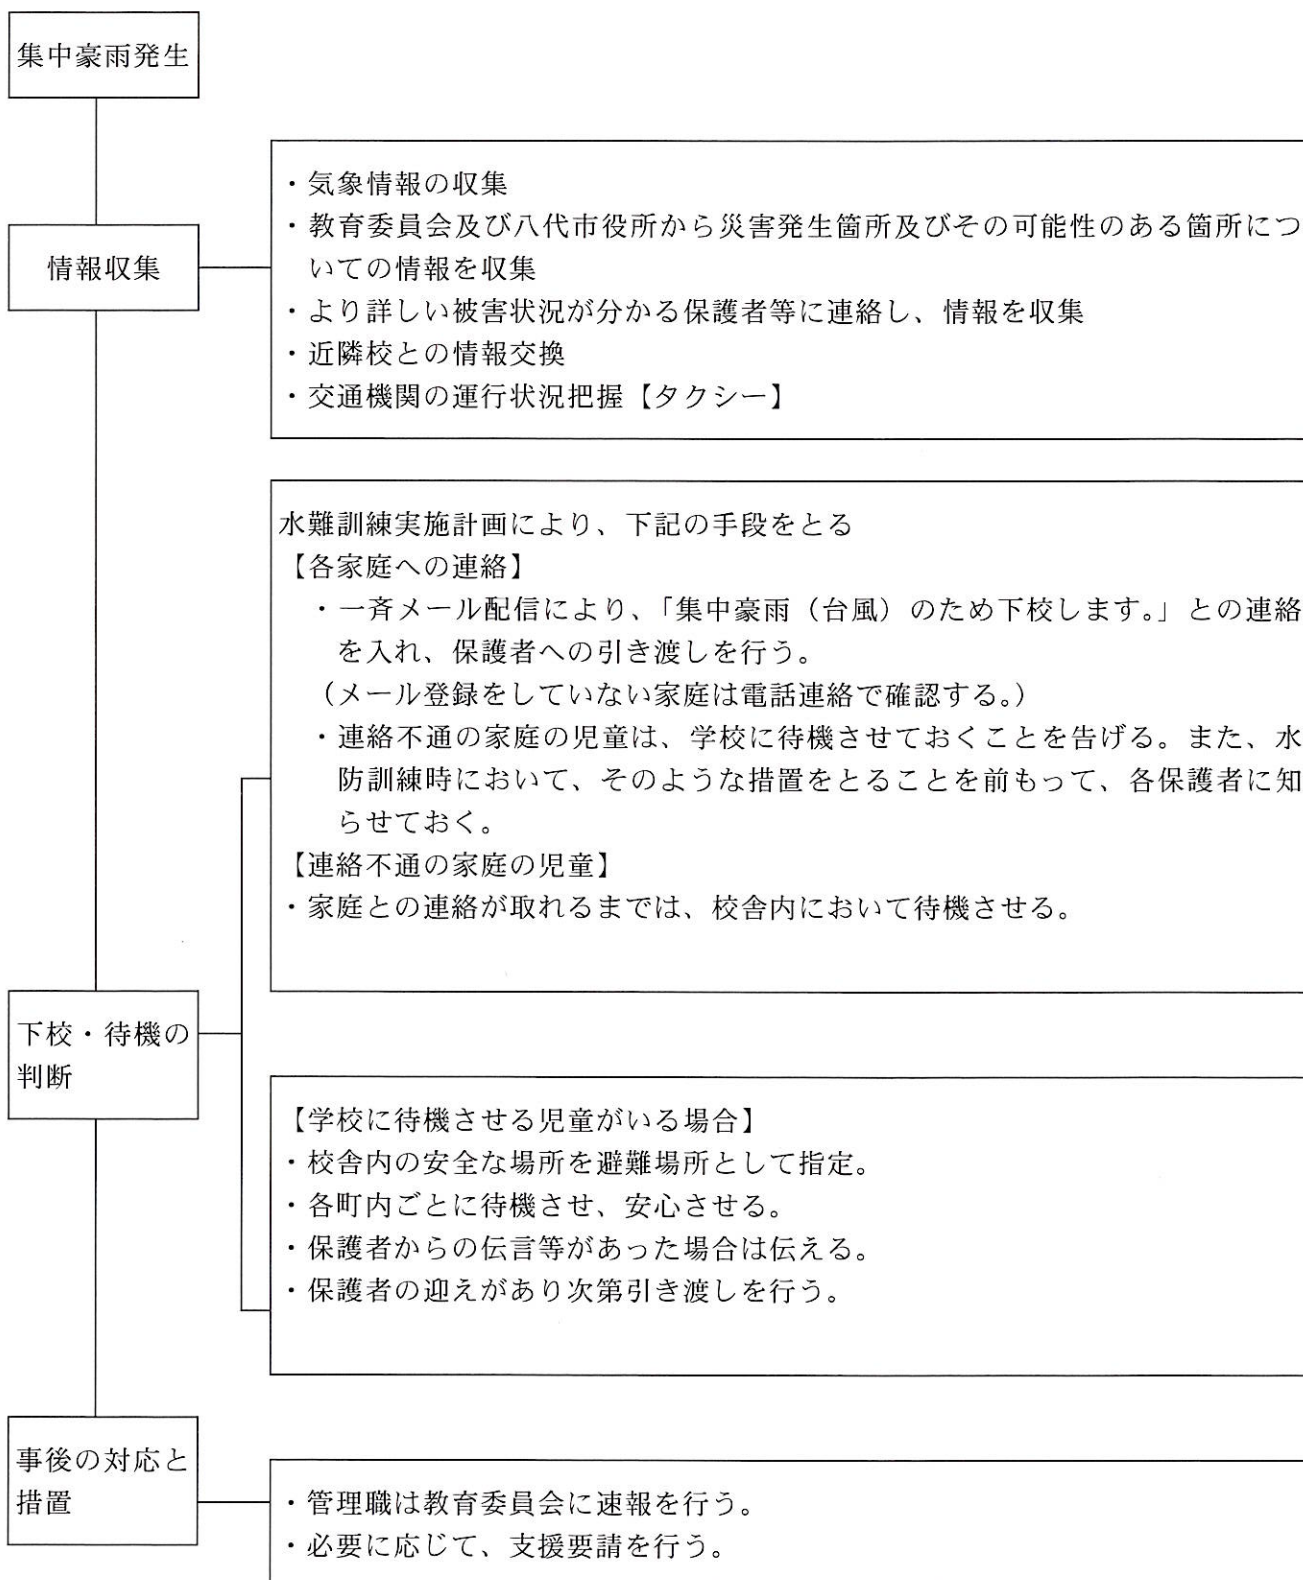 集中豪雨発生
・気象情報の収集
・教育委員会及び八代市役所から災害発生箇所及びその可能性のある箇所につ
いての情報を収集
・より詳しい被害状況が分かる保護者等に連絡し、情報を収集
・近隣校との情報交換
・交通機関の運行状況把握【タクシー】
情報収集
水難訓練実施計画により、下記の手段をとる
【各家庭への連絡】
・一斉メール配信により、「集中豪雨（台風）のため下校します。」との連絡
を入れ、保護者への引き渡しを行う。
（メール登録をしていない家庭は電話連絡で確認する。）
・連絡不通の家庭の児童は、学校に待機させておくことを告げる。また、水
防訓練時において、そのような措置をとることを前もって、各保護者に知
らせておく。
【連絡不通の家庭の児童】
・家庭との連絡が取れるまでは、校舎内において待機させる。
下校・待機の
判断
【学校に待機させる児童がいる場合】
・校舎内の安全な場所を避難場所として指定。
・各町内ごとに待機させ、安心させる。
・保護者からの伝言等があった場合は伝える。
・保護者の迎えがあり次第引き渡しを行う。
事後の対応と
措置
・管理職は教育委員会に速報を行う。
・必要に応じて、支援要請を行う。